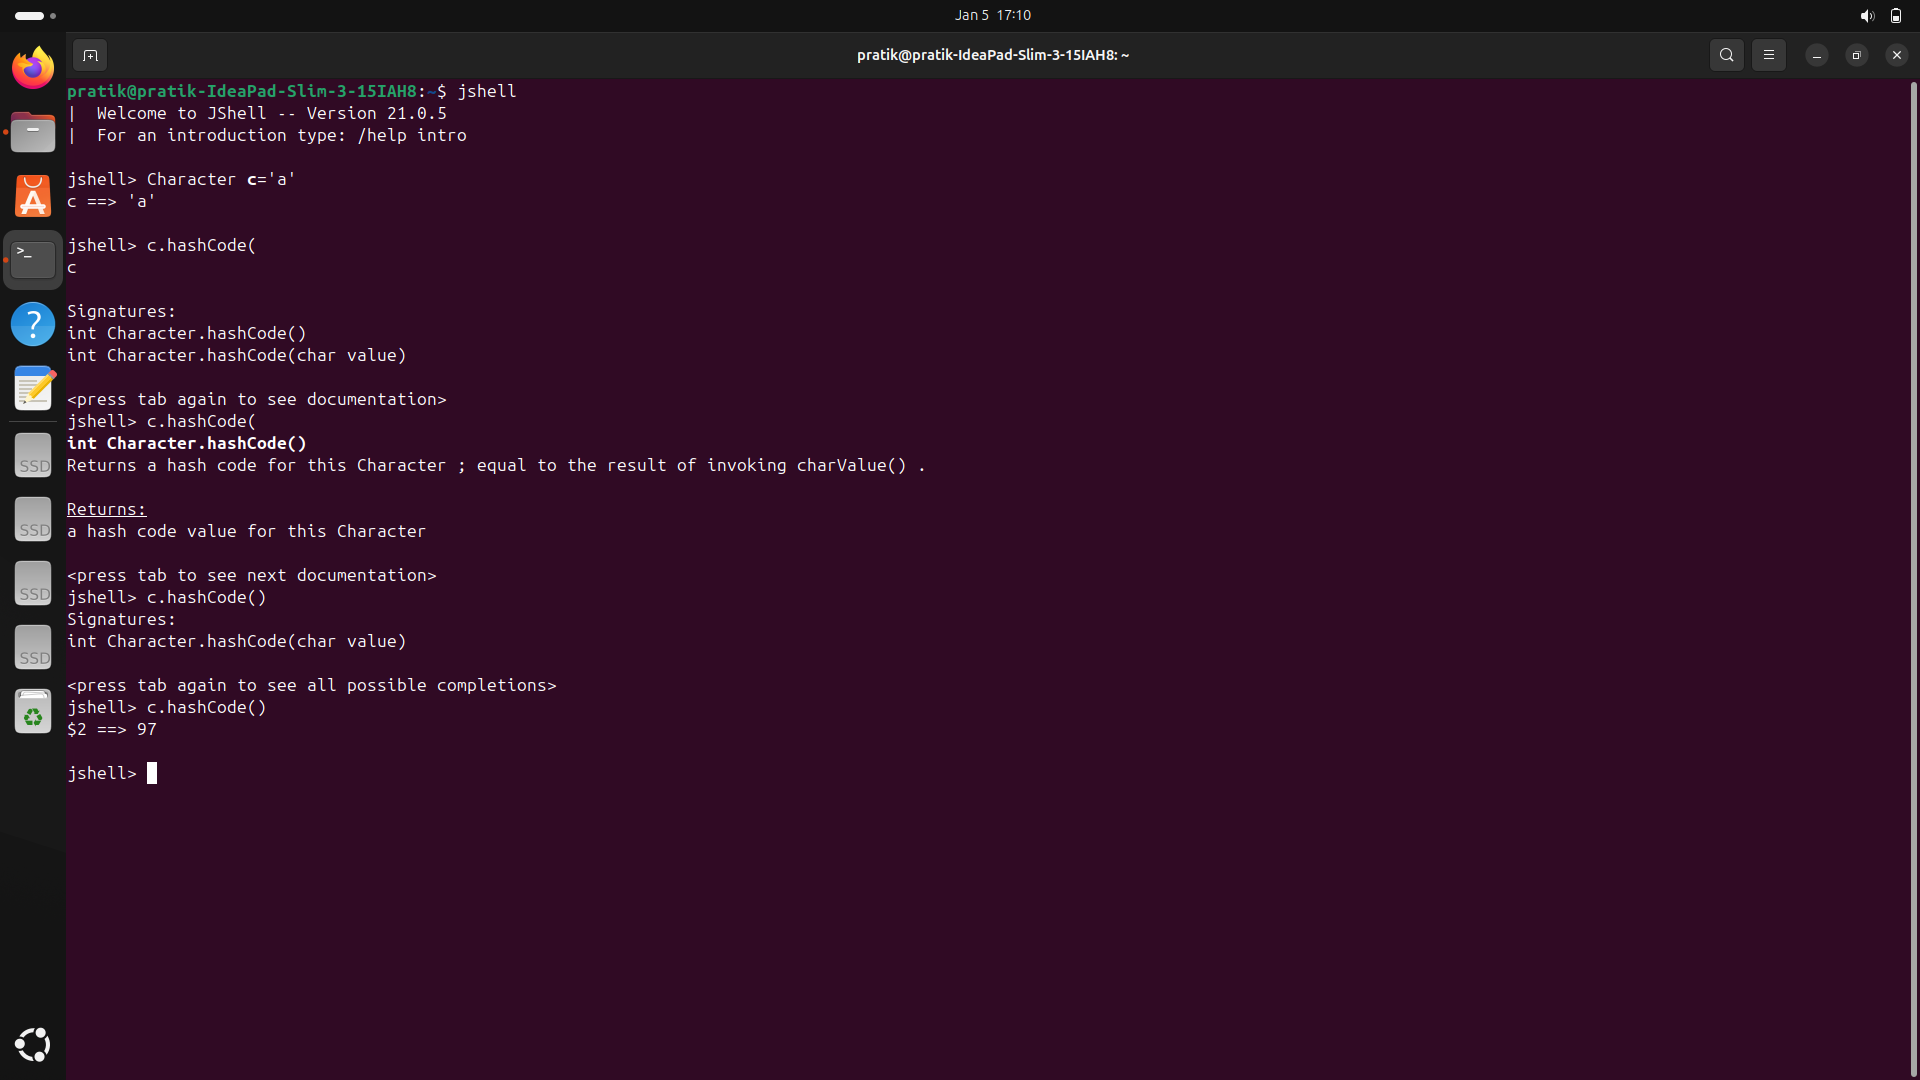 Jan 5 17:10
pratik@pratik-IdeaPad-Slim-3-15IAH8: ~
pratik@pratik-IdeaPad-Slim-3-15IAH8:~$ jshell
| Welcome to JShell -- Version 21.0.5
| For an introduction type: /help intro
jshell> Character c='a'
c ==> 'a'
jshell> c.hashCode(
c
Signatures:
int Character.hashCode()
int Character.hashCode(char value)
<press tab again to see documentation>
jshell> c.hashCode(
int Character.hashCode()
Returns a hash code for this Character ; equal to the result of invoking charValue() .
Returns:
a hash code value for this Character
<press tab to see next documentation>
jshell> c.hashCode()
Signatures:
int Character.hashCode(char value)
<press tab again to see all possible completions>
jshell> c.hashCode()
$2 ==> 97
jshell>
>_
?
SSD
SSD
SSD
SSD